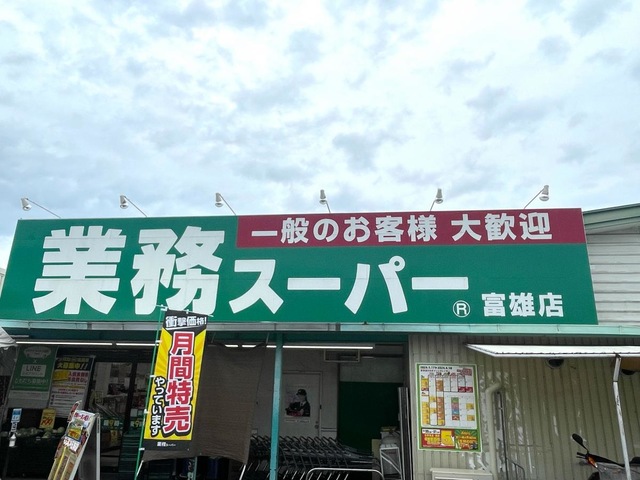 一般のお客様 大歓迎
業務スーパー®
富雄店
衝撃価格!
月間特売
やっています
LINE